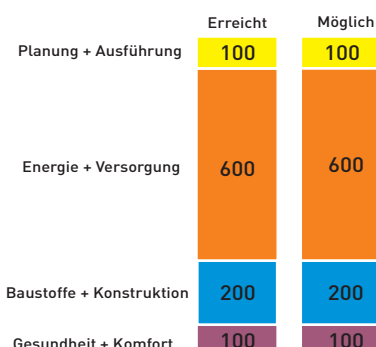 Erreicht Möglich
Planung + Ausführung 100 100
Energie + Versorgung 600 600
Baustoffe + Konstruktion 200 200
Gesundheit + Komfort 100 100